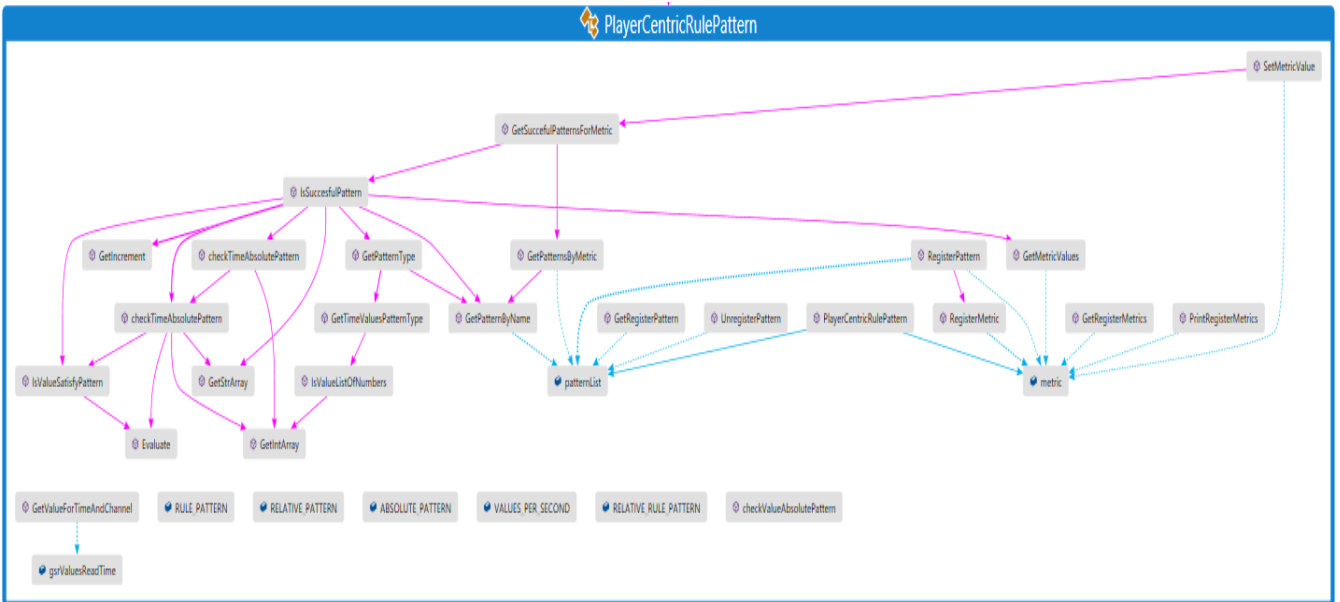 PlayerCentricRulePattern
SetMetricValue
GetSuccefulPatternsForMetric
IsSuccesfulPattern
GetIncrement
checkTimeAbsolutePattern
GetPatternType
GetPatternsByMetric
RegisterPattern
GetMetricValues
checkTimeAbsolutePattern
GetTimeValuesPatternType
GetPatternByName
GetRegisterPattern
UnregisterPattern
PlayerCentricRulePattern
RegisterMetric
GetRegisterMetrics
PrintRegisterMetrics
IsValueSatisfyPattern
GetStrArray
IsValueListOfNumbers
patternList
metric
Evaluate
GetIntArray
GetValueForTimeAndChannel
RULE_PATTERN
RELATIVE_PATTERN
ABSOLUTE_PATTERN
VALUES_PER_SECOND
RELATIVE_RULE_PATTERN
checkValueAbsolutePattern
gsrValuesReadTime